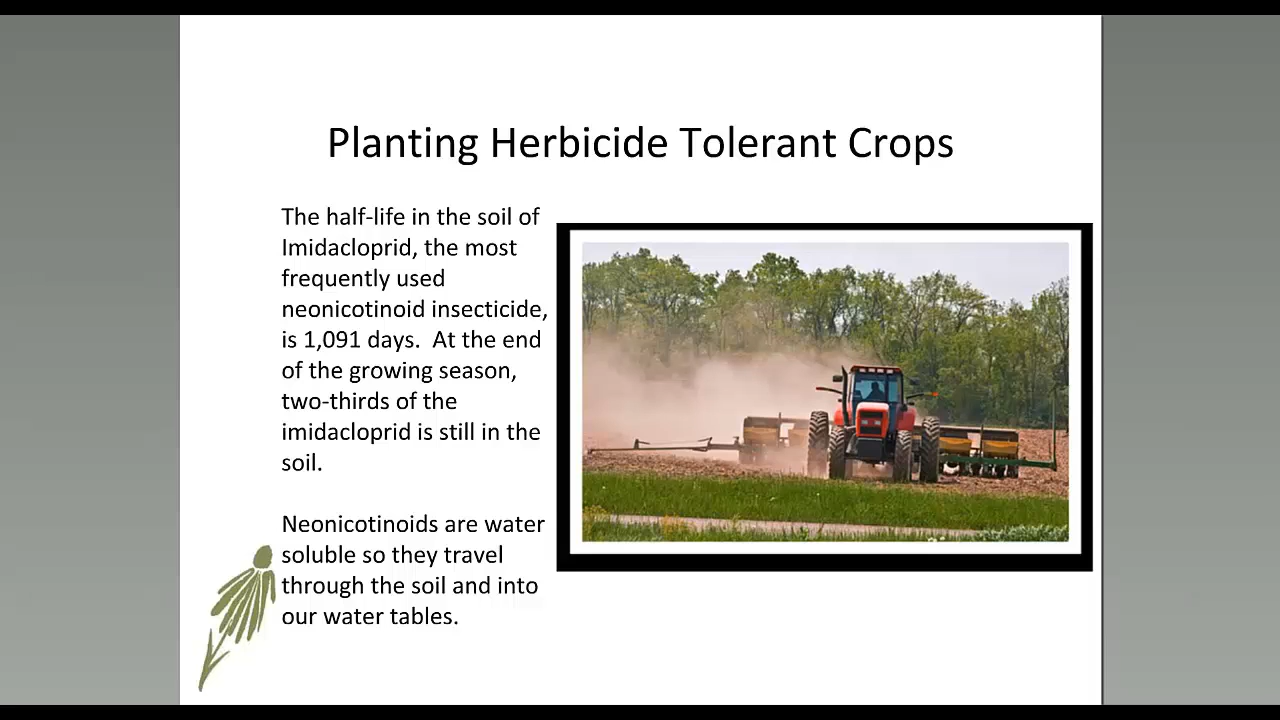 Planting Herbicide Tolerant Crops
The half-life in the soil of
Imidacloprid, the most
frequently used
neonicotinoid insecticide,
is 1,091 days.  At the end
of the growing season,
two-thirds of the
imidacloprid is still in the
soil.
Neonicotinoids are water
soluble so they travel
through the soil and into
our water tables.